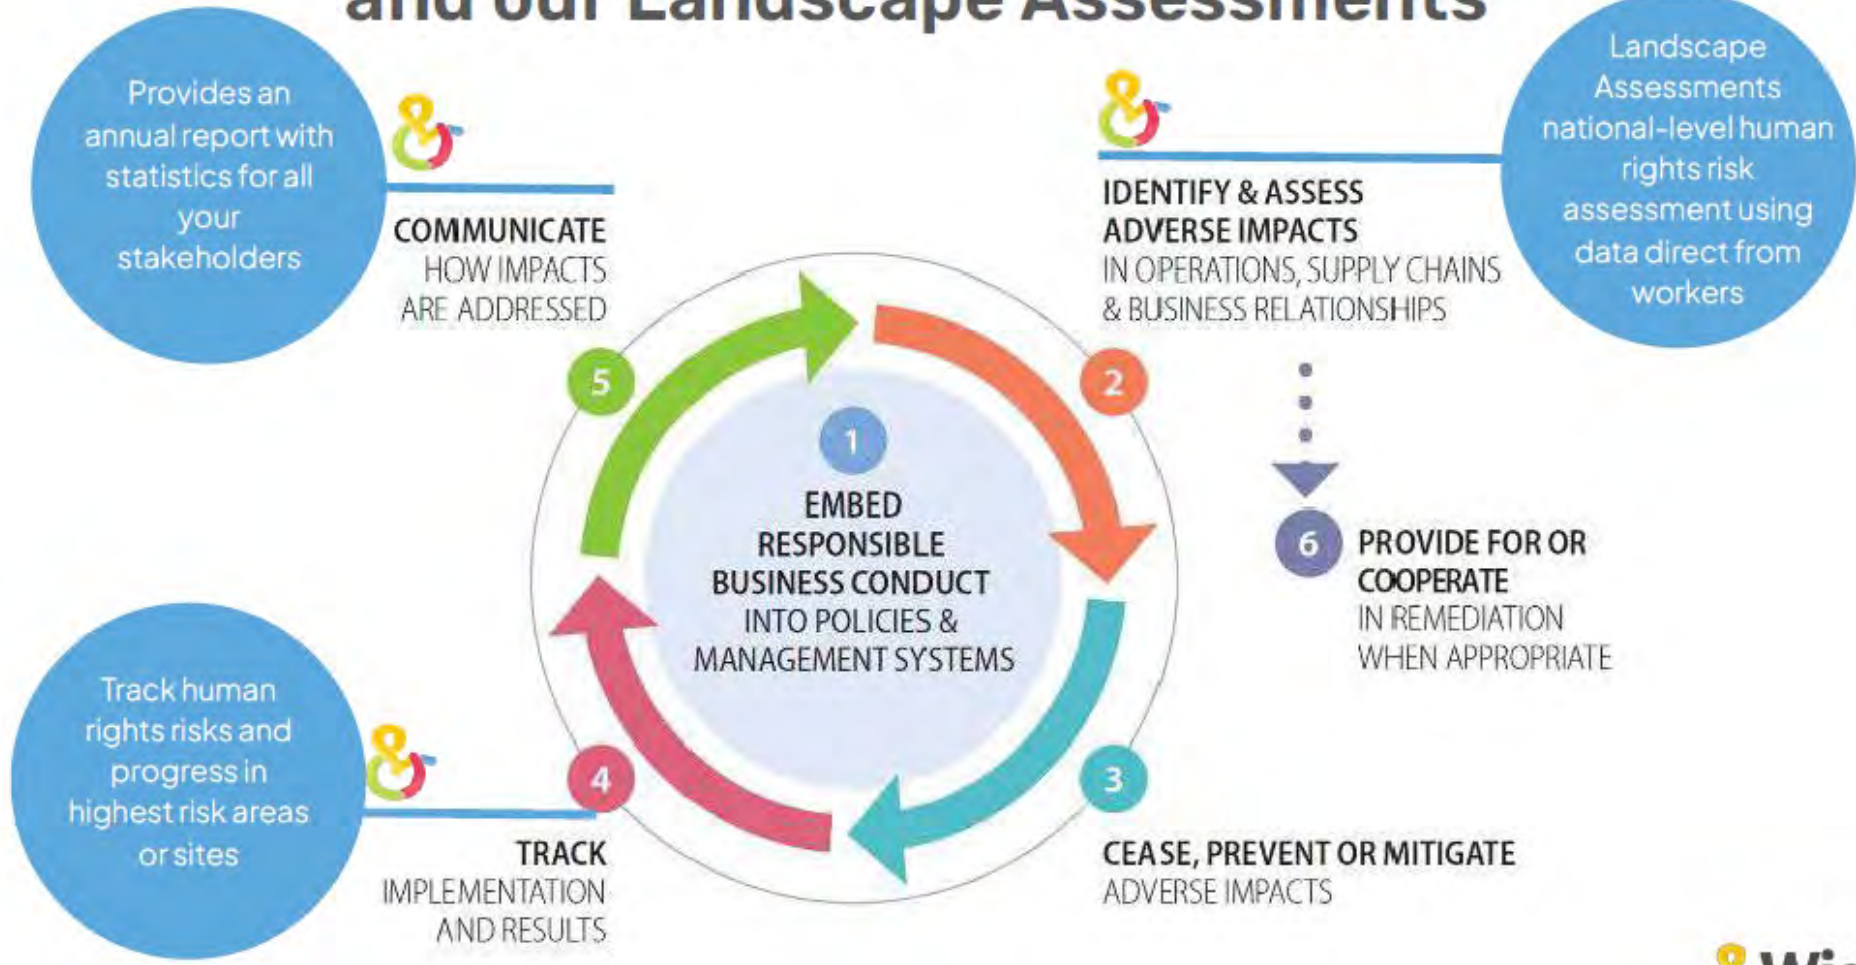 and our Landscape Assessments
Provides an
annual report with
statistics for all
your
stakeholders
COMMUNICATE
HOW IMPACTS
ARE ADDRESSED
IDENTIFY & ASSESS
ADVERSE IMPACTS
IN OPERATIONS, SUPPLY CHAINS
& BUSINESS RELATIONSHIPS
Landscape
Assessments
national-level human
rights risk
assessment using
data direct from
workers
5
2
1
EMBED
RESPONSIBLE
BUSINESS CONDUCT
INTO POLICIES &
MANAGEMENT SYSTEMS
6
PROVIDE FOR OR
COOPERATE
IN REMEDIATION
WHEN APPROPRIATE
Track human
rights risks and
progress in
highest risk areas
or sites
4
3
TRACK
IMPLEMENTATION
AND RESULTS
CEASE, PREVENT OR MITIGATE
ADVERSE IMPACTS